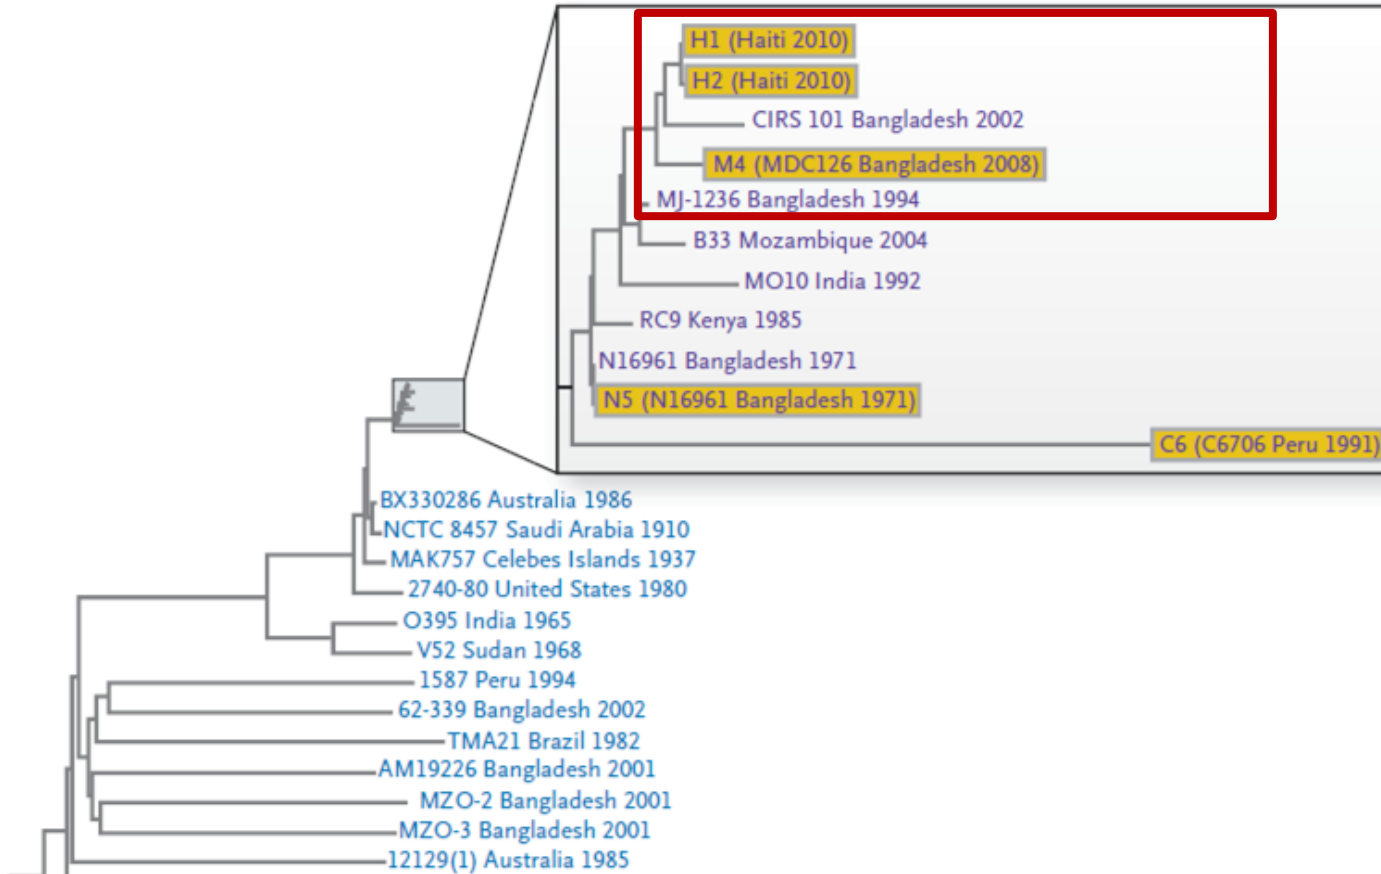 H1 (Haiti 2010)
H2 (Haiti 2010)
CIRS 101 Bangladesh 2002
M4 (MDC126 Bangladesh 2008)
MJ-1236 Bangladesh 1994
B33 Mozambique 2004
MO10 India 1992
RC9 Kenya 1985
N16961 Bangladesh 1971
N5 (N16961 Bangladesh 1971)
C6 (C6706 Peru 1991)
BX330286 Australia 1986
NCTC 8457 Saudi Arabia 1910
MAK757 Celebes Islands 1937
2740-80 United States 1980
O395 India 1965
V52 Sudan 1968
1587 Peru 1994
62-339 Bangladesh 2002
TMA21 Brazil 1982
AM19226 Bangladesh 2001
MZO-2 Bangladesh 2001
MZO-3 Bangladesh 2001
12129(1) Australia 1985